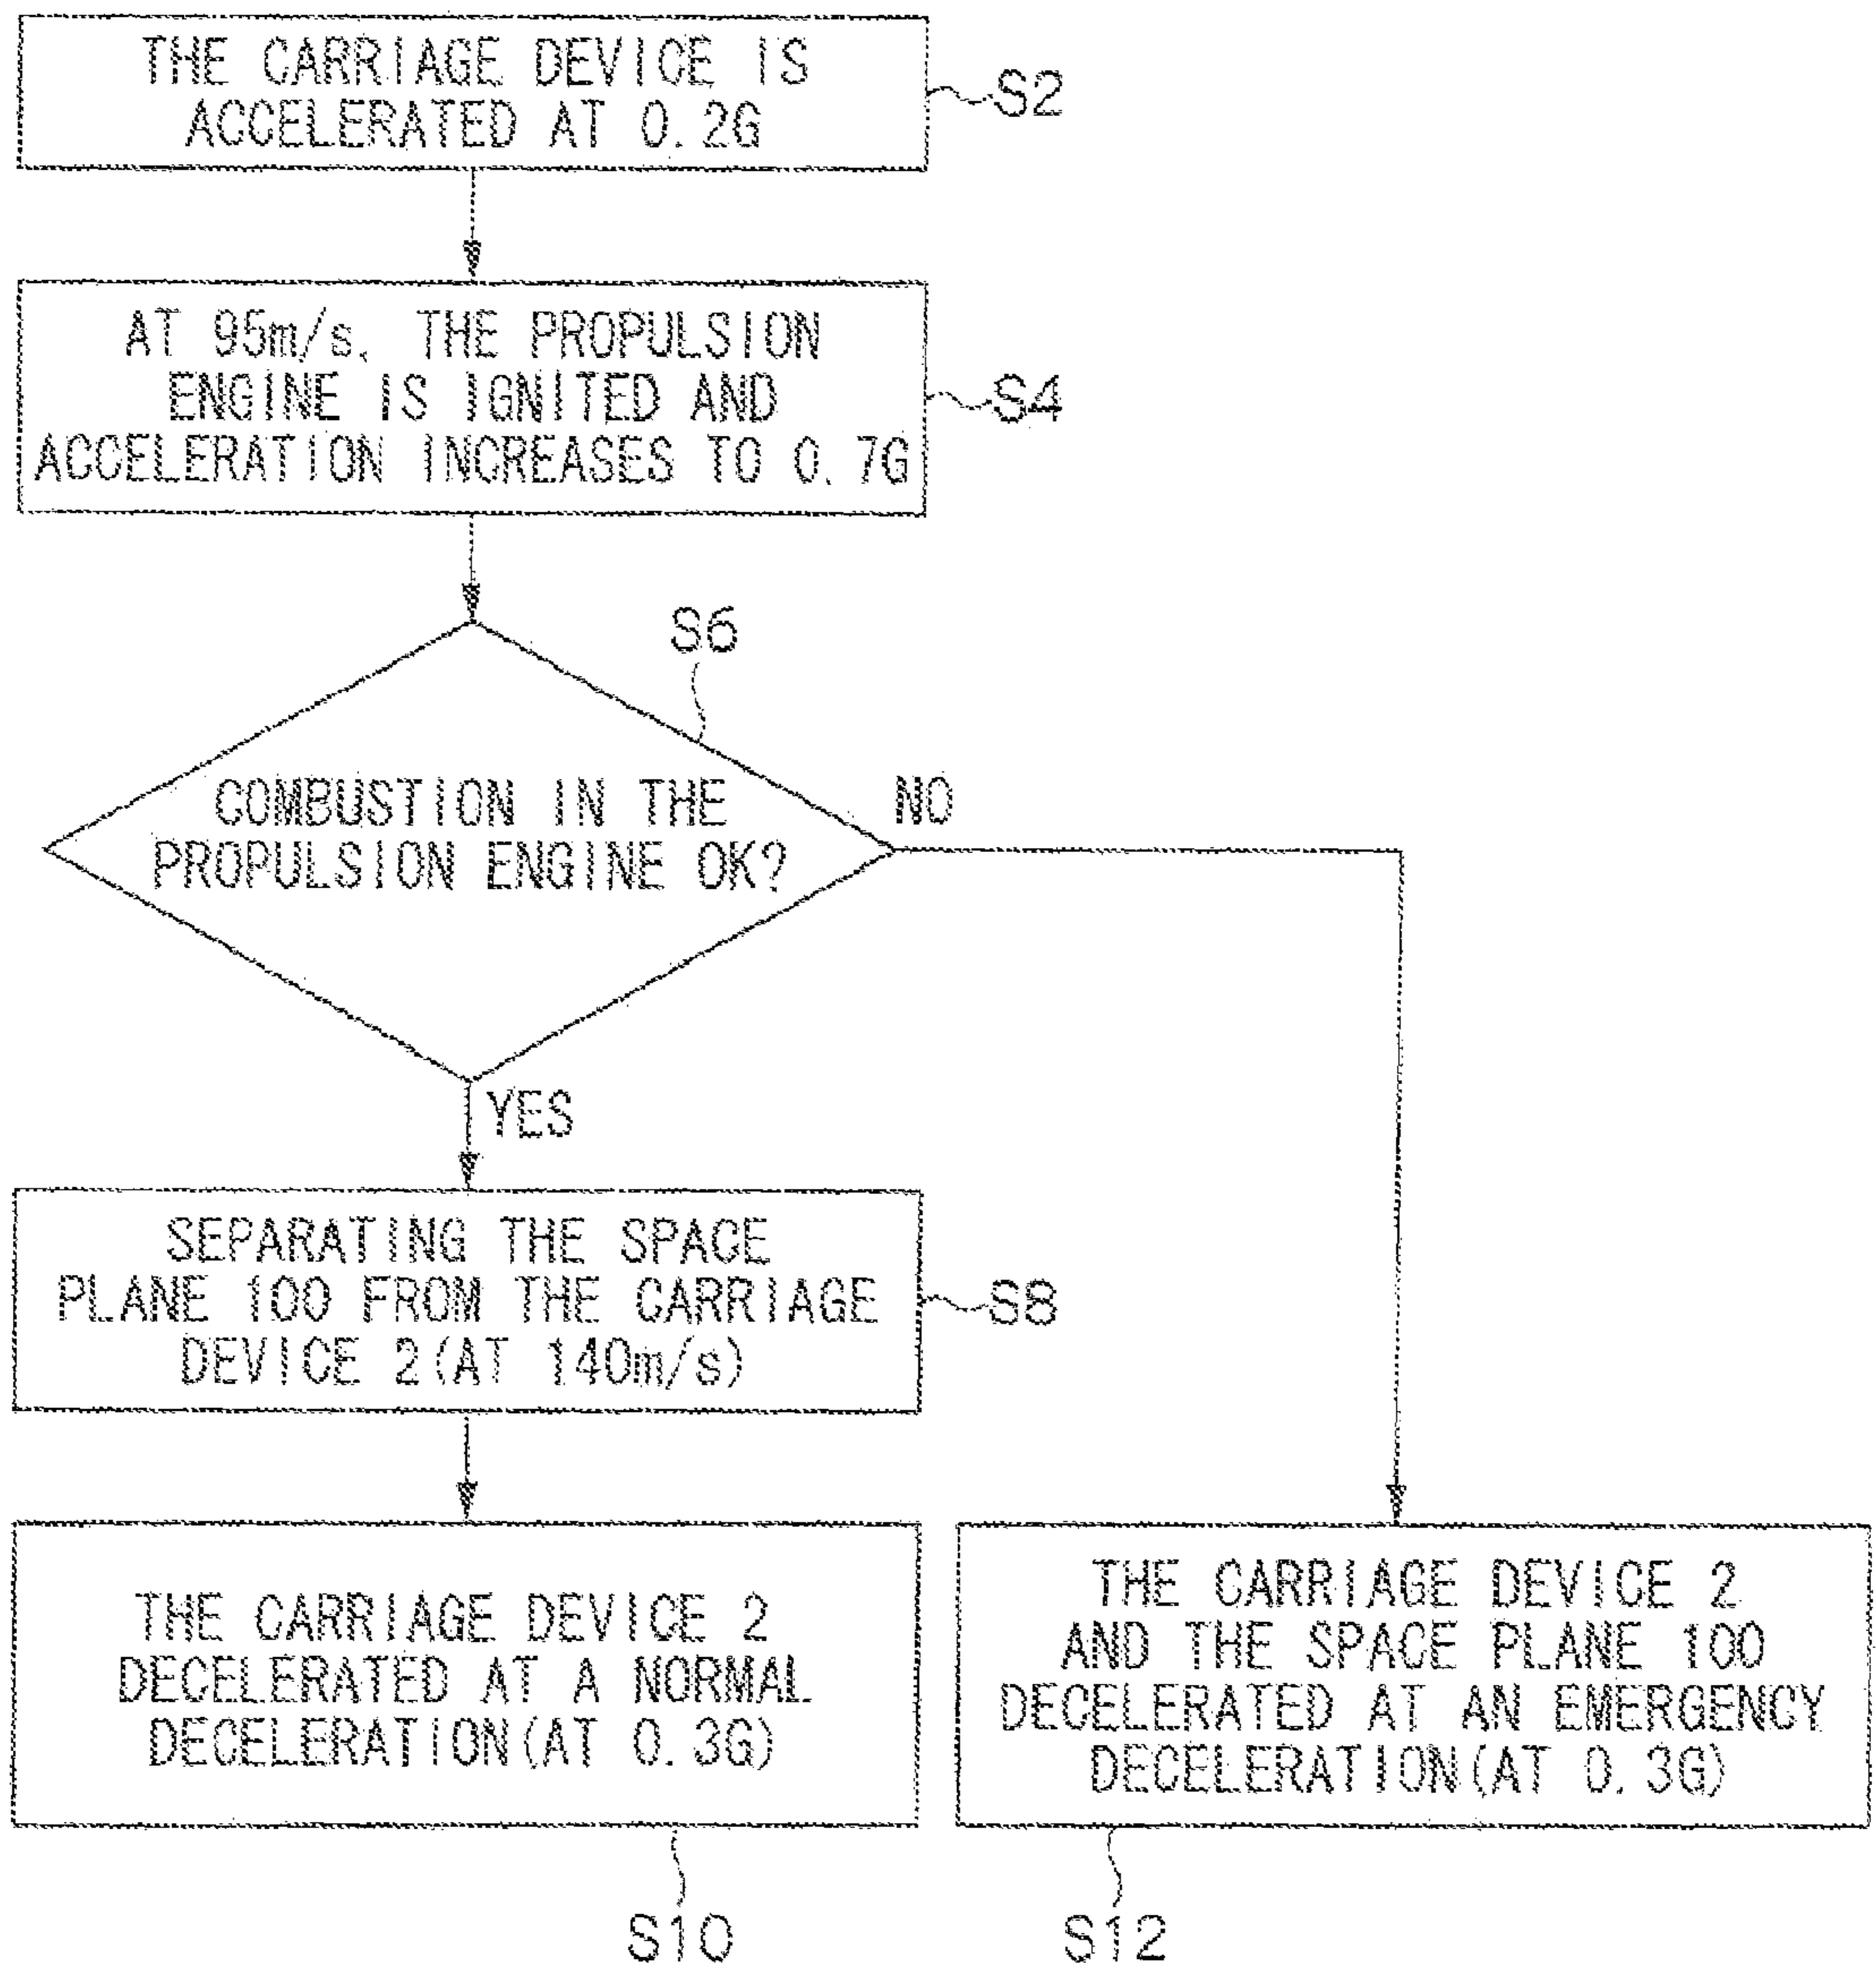 THE CARRIAGE DEVICE IS
ACCELERATED AT 0.2G
S2
AT 95m/s, THE PROPULSION
ENGINE IS IGNITED AND
ACCELERATION INCREASES TO 0.7G
S4
S6
COMBUSTION IN THE
PROPULSION ENGINE OK?
NO
YES
SEPARATING THE SPACE
PLANE 100 FROM THE CARRIAGE
DEVICE 2(AT 140m/s)
S8
THE CARRIAGE DEVICE 2
DECELERATED AT A NORMAL
DECELERATION(AT 0.3G)
S10
THE CARRIAGE DEVICE 2
AND THE SPACE PLANE 100
DECELERATED AT AN EMERGENCY
DECELERATION(AT 0.3G)
S12